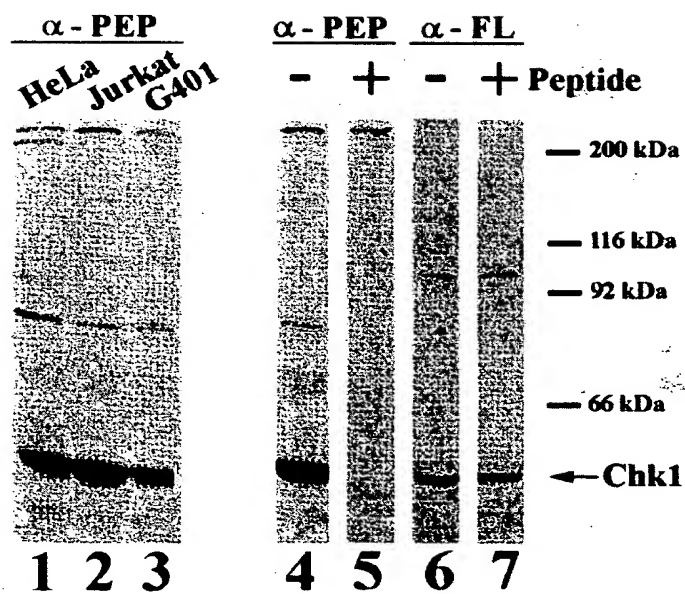 α - PEP α - PEP α - FL
HeLa Jurkat G401 - + - + Peptide
200 kDa
116 kDa
92 kDa
66 kDa
Chk1
1 2 3 4 5 6 7